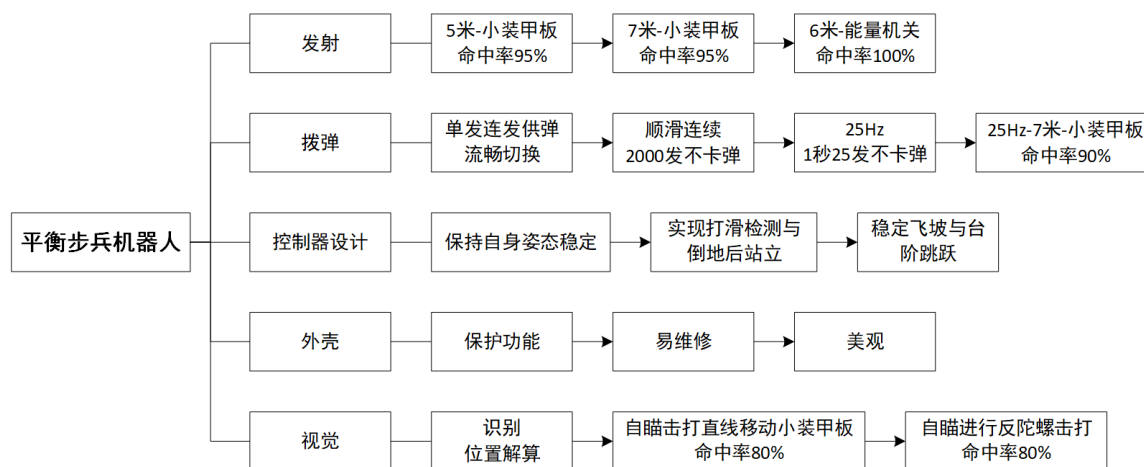 发射
5米-小装甲板
命中率95%
7米-小装甲板
命中率95%
6米-能量机关
命中率100%
拨弹
单发连发供弹
流畅切换
顺滑连续
2000发不卡弹
25Hz
1秒25发不卡弹
25Hz-7米-小装甲板
命中率90%
平衡步兵机器人
控制器设计
保持自身姿态稳定
实现打滑检测与
倒地后站立
稳定飞坡与台
阶跳跃
外壳
保护功能
易维修
美观
视觉
识别
位置解算
自瞄击打直线移动小装甲板
命中率80%
自瞄进行反陀螺击打
命中率80%